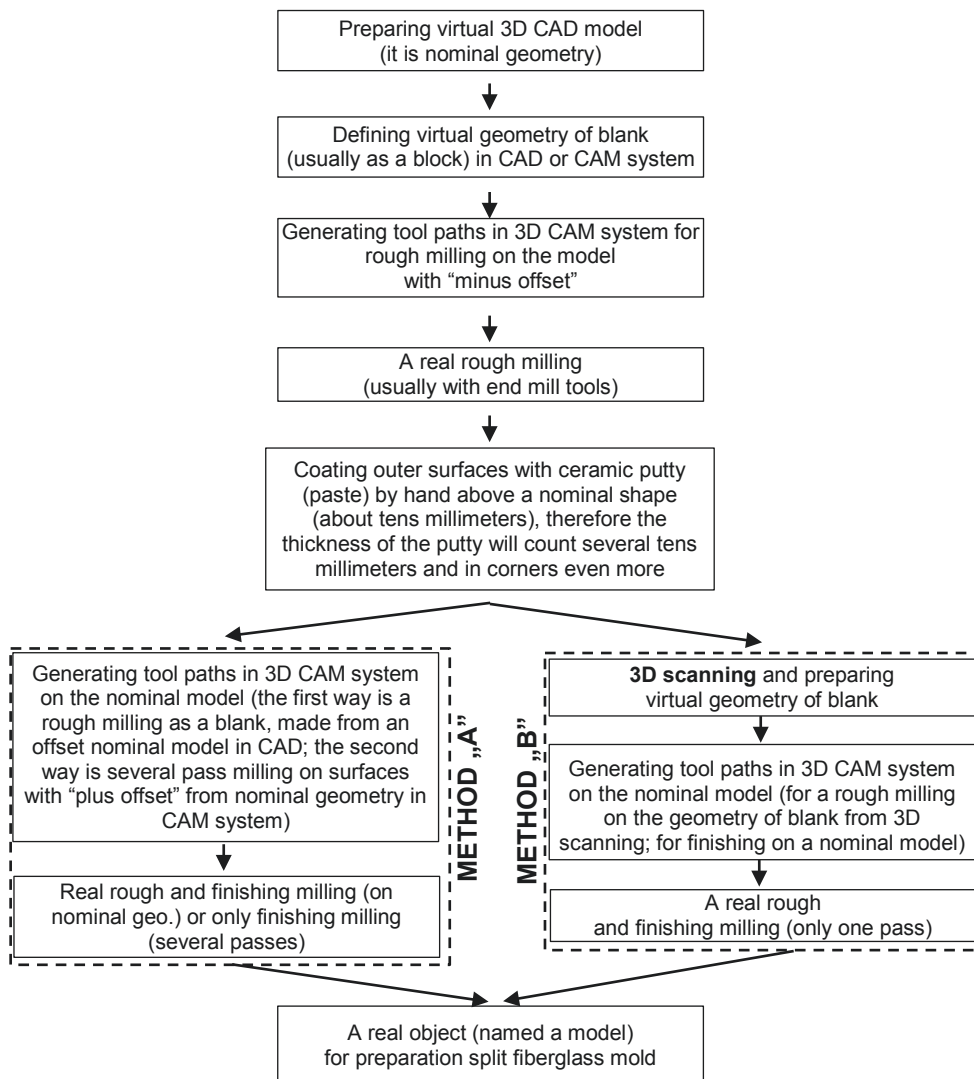 Preparing virtual 3D CAD model
(it is nominal geometry)
Defining virtual geometry of blank
(usually as a block) in CAD or CAM system
Generating tool paths in 3D CAM system for
rough milling on the model
with “minus offset”
A real rough milling
(usually with end mill tools)
Coating outer surfaces with ceramic putty
(paste) by hand above a nominal shape
(about tens millimeters), therefore the
thickness of the putty will count several tens
millimeters and in corners even more
Generating tool paths in 3D CAM system
on the nominal model (the first way is a
rough milling as a blank, made from an
offset nominal model in CAD; the second
way is several pass milling on surfaces
with “plus offset” from nominal geometry in
CAM system)
Real rough and finishing milling (on
nominal geo.) or only finishing milling
(several passes)
METHOD „A”
METHOD „B”
3D scanning and preparing
virtual geometry of blank
Generating tool paths in 3D CAM system
on the nominal model (for a rough milling
on the geometry of blank from 3D
scanning; for finishing on a nominal model)
A real rough
and finishing milling (only one pass)
A real object (named a model)
for preparation split fiberglass mold